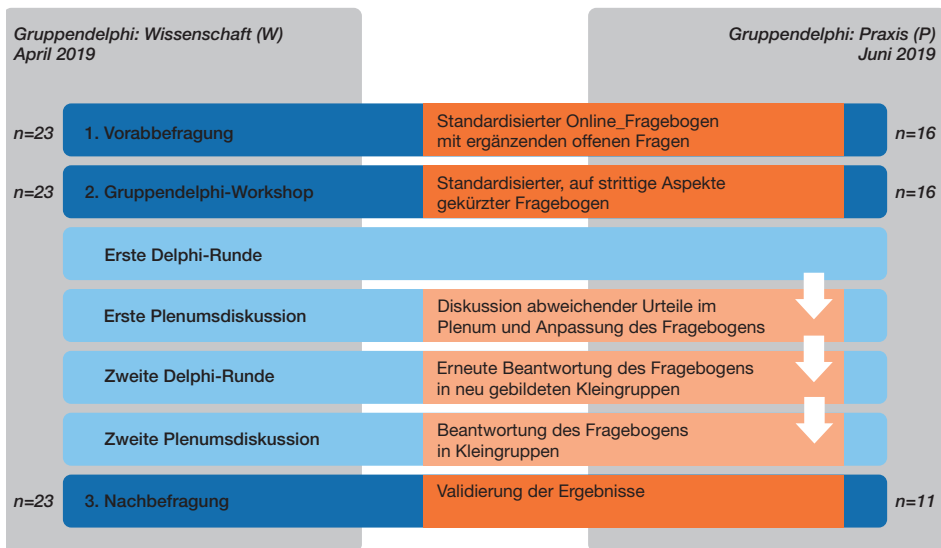 Gruppendelphi: Wissenschaft (W)
April 2019
Gruppendelphi: Praxis (P)
Juni 2019
n=23
1. Vorabbefragung
Standardisierter Online_Fragebogen
mit ergänzenden offenen Fragen
n=16
n=23
2. Gruppendelphi-Workshop
Standardisierter, auf strittige Aspekte
gekürzter Fragebogen
n=16
Erste Delphi-Runde
Erste Plenumsdiskussion
Diskussion abweichender Urteile im
Plenum und Anpassung des Fragebogens
Zweite Delphi-Runde
Erneute Beantwortung des Fragebogens
in neu gebildeten Kleingruppen
Zweite Plenumsdiskussion
Beantwortung des Fragebogens
in Kleingruppen
n=23
3. Nachbefragung
Validierung der Ergebnisse
n=11